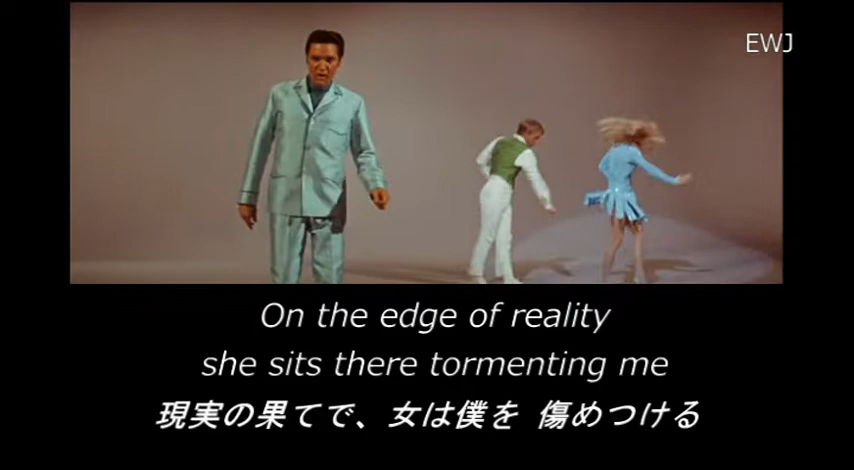 EWJ
On the edge of reality
she sits there tormenting me
現実の果てで、女は僕を 傷めつける